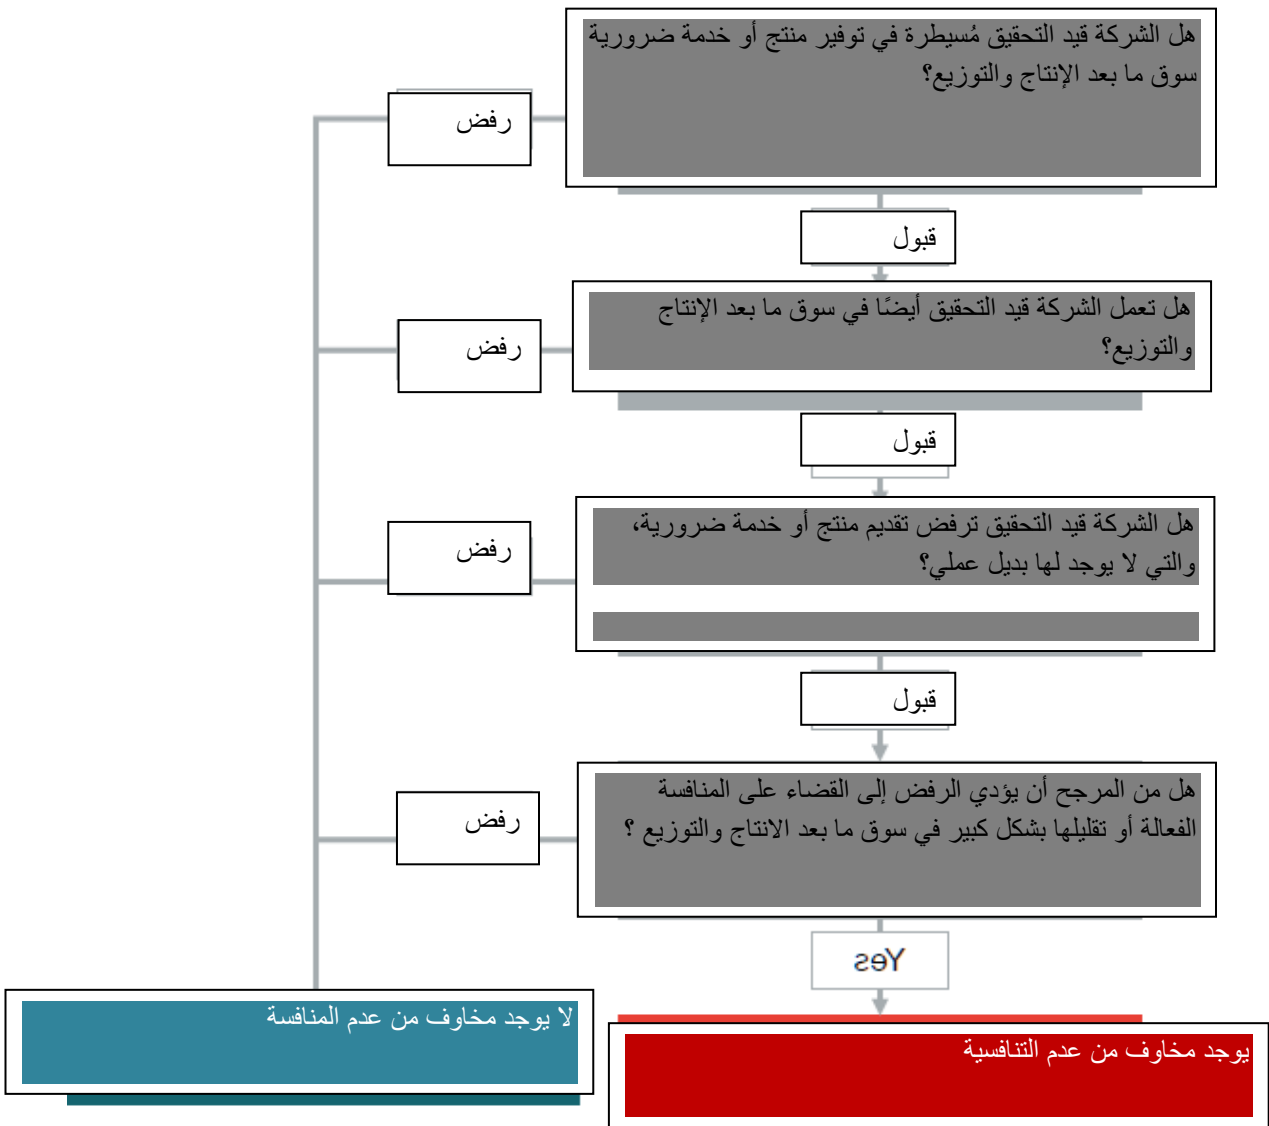 هل الشركة قيد التحقيق مُسيطرة في توفير منتج أو خدمة ضرورية
سوق ما بعد الإنتاج والتوزيع؟
رفض
قبول
هل تعمل الشركة قيد التحقيق أيضًا في سوق ما بعد الإنتاج
والتوزيع؟
رفض
قبول
هل الشركة قيد التحقيق ترفض تقديم منتج أو خدمة ضرورية،
والتي لا يوجد لها بديل عملي؟
رفض
قبول
هل من المرجح أن يؤدي الرفض إلى القضاء على المنافسة
الفعالة أو تقليلها بشكل كبير في سوق ما بعد الانتاج والتوزيع ؟
رفض
Yes
لا يوجد مخاوف من عدم المنافسة
يوجد مخاوف من عدم التنافسية